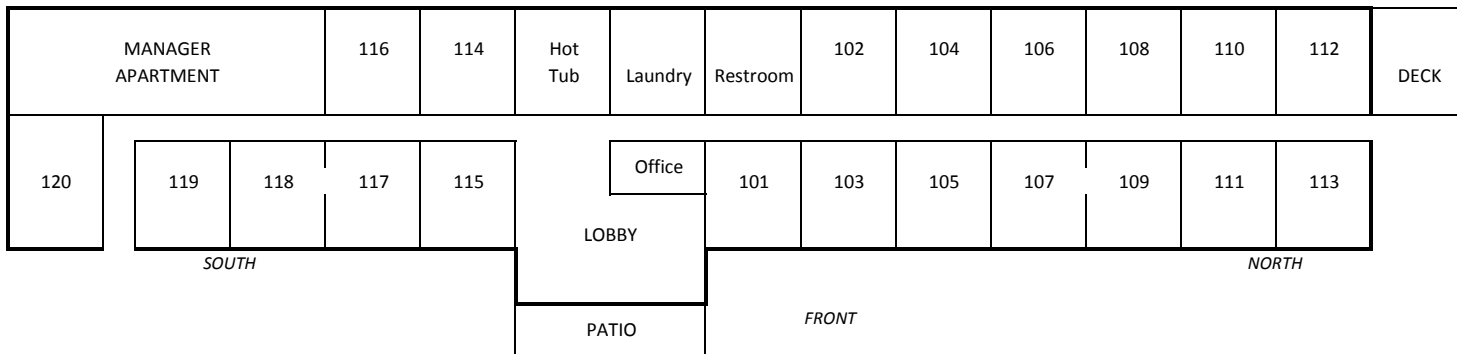 MANAGER
APARTMENT
116
114
Hot
Tub
Laundry
Restroom
102
104
106
108
110
112
DECK
120
119
118
117
115
Office
101
103
105
107
109
111
113
LOBBY
SOUTH
NORTH
PATIO
FRONT